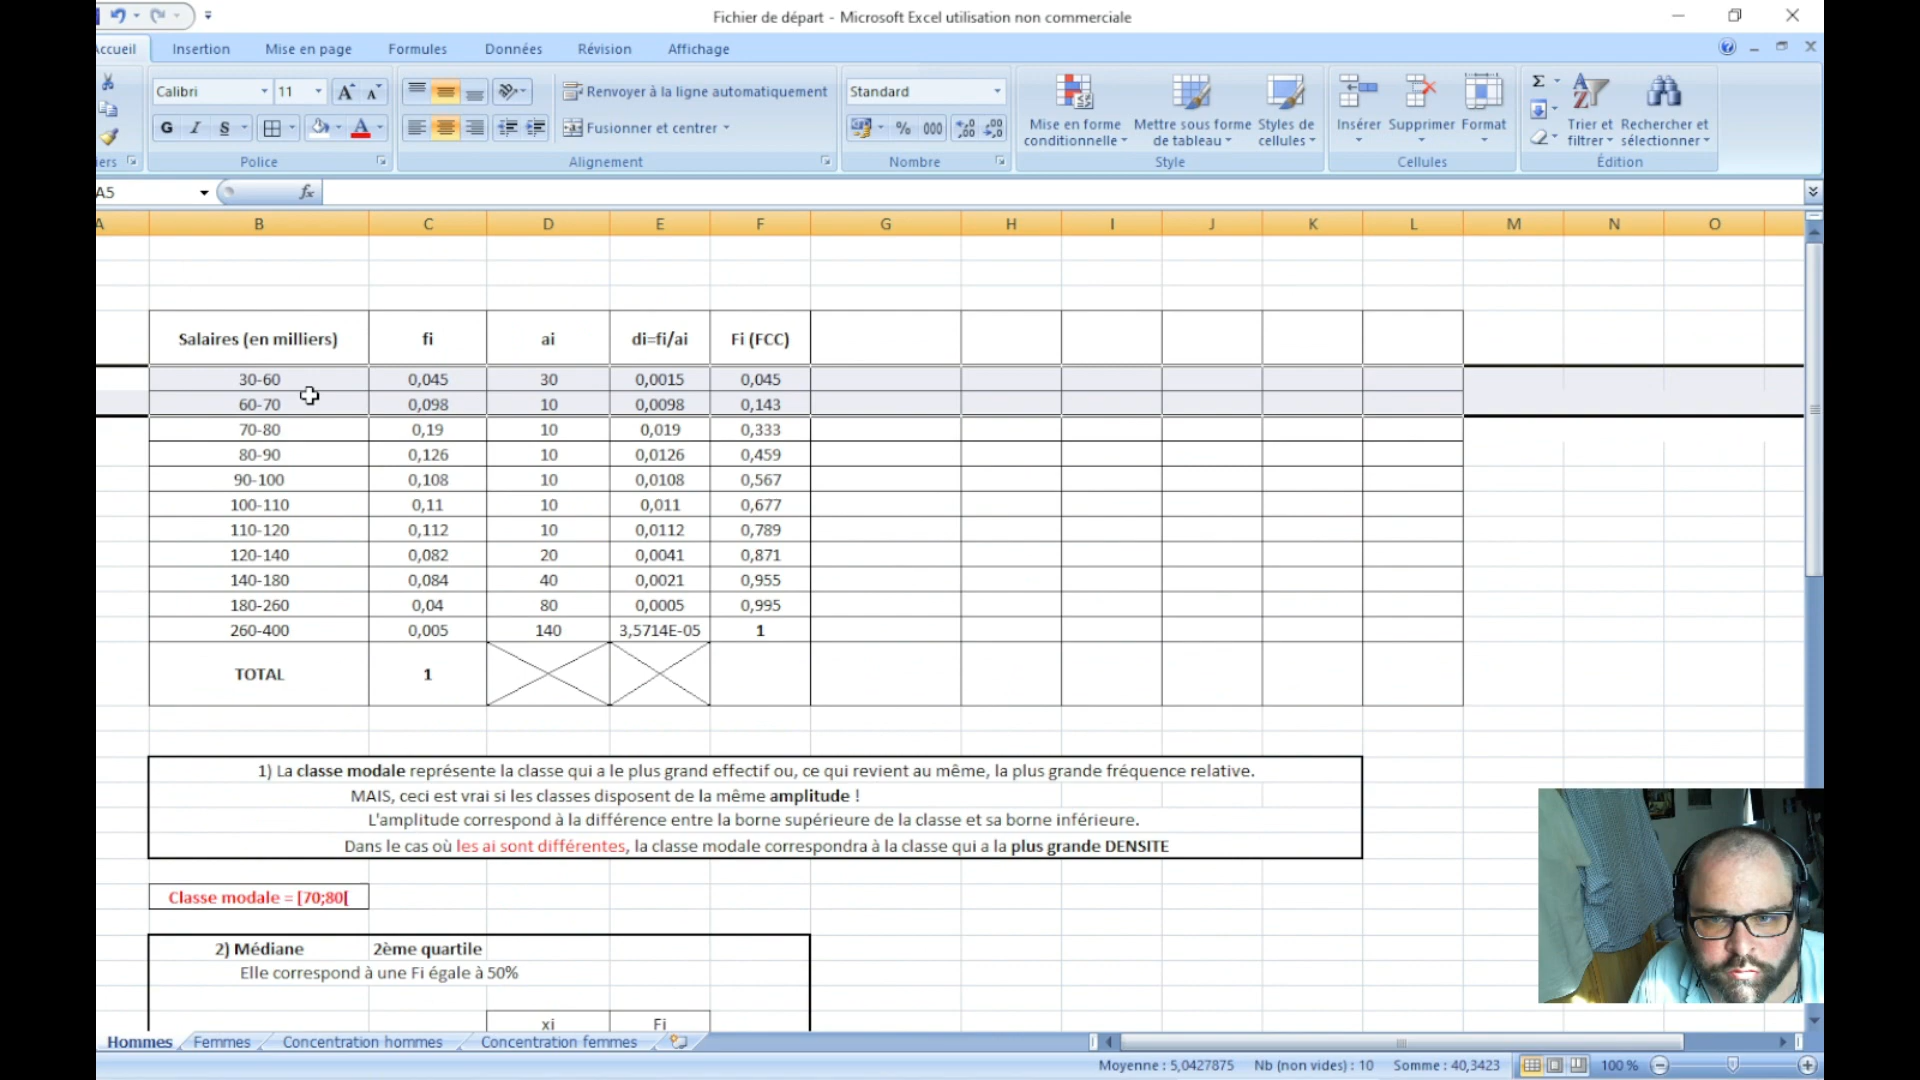 Fichier de départ - Microsoft Excel utilisation non commerciale
ccueil Insertion Mise en page Formules Données Révision Affichage
Calibri 11 A A Renvoyer à la ligne automatiquement Standard
G I S A Fusionner et centrer % 000
Mise en forme conditionnelle Mettre sous forme de tableau Styles de cellules Insérer Supprimer Format Σ Trier et filtrer Rechercher et sélectionner
iers Police Alignement Nombre Style Cellules Édition
A5 fx
A B C D E F G H I J K L M N O
Salaires (en milliers) fi ai di=fi/ai Fi (FCC)
30-60 0,045 30 0,0015 0,045
60-70 0,098 10 0,0098 0,143
70-80 0,19 10 0,019 0,333
80-90 0,126 10 0,0126 0,459
90-100 0,108 10 0,0108 0,567
100-110 0,11 10 0,011 0,677
110-120 0,112 10 0,0112 0,789
120-140 0,082 20 0,0041 0,871
140-180 0,084 40 0,0021 0,955
180-260 0,04 80 0,0005 0,995
260-400 0,005 140 3,5714E-05 1
TOTAL 1
1) La classe modale représente la classe qui a le plus grand effectif ou, ce qui revient au même, la plus grande fréquence relative.
MAIS, ceci est vrai si les classes disposent de la même amplitude !
L'amplitude correspond à la différence entre la borne supérieure de la classe et sa borne inférieure.
Dans le cas où les ai sont différentes, la classe modale correspondra à la classe qui a la plus grande DENSITE
Classe modale = [70;80[
2) Médiane 2ème quartile
Elle correspond à une Fi égale à 50%
xi Fi
Hommes Femmes Concentration hommes Concentration femmes
Moyenne : 5,0427875 Nb (non vides) : 10 Somme : 40,3423 100 %